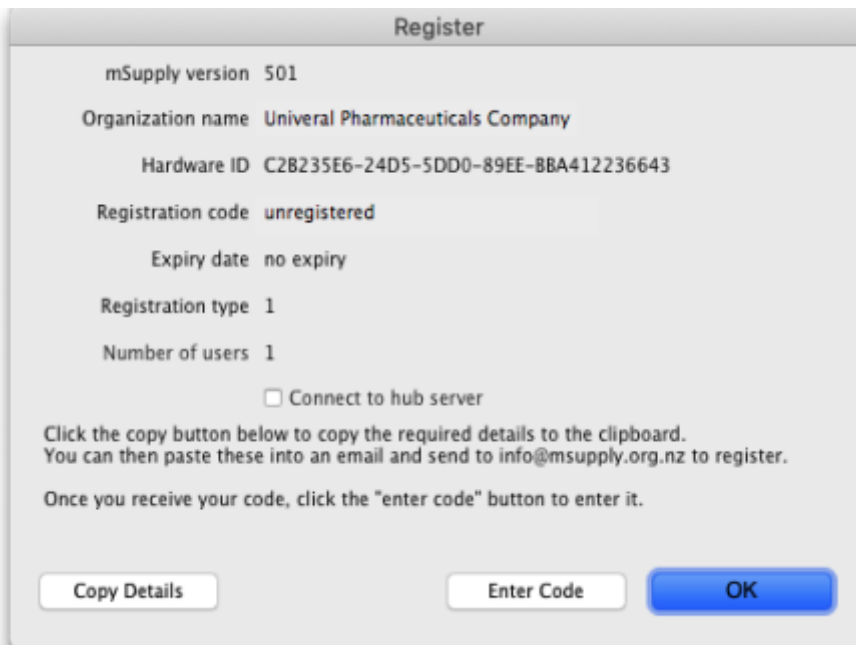 Register
mSupply version 501
Organization name Univeral Pharmaceuticals Company
Hardware ID C2B235E6-24D5-5DD0-89EE-BBA412236643
Registration code unregistered
Expiry date no expiry
Registration type 1
Number of users 1
Connect to hub server
Click the copy button below to copy the required details to the clipboard.
You can then paste these into an email and send to info@msupply.org.nz to register.
Once you receive your code, click the "enter code" button to enter it.
Copy Details Enter Code OK